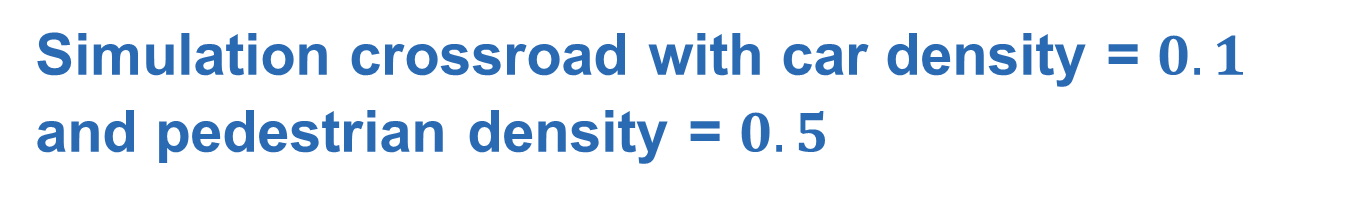 Simulation crossroad with car density = 0.1
and pedestrian density = 0.5